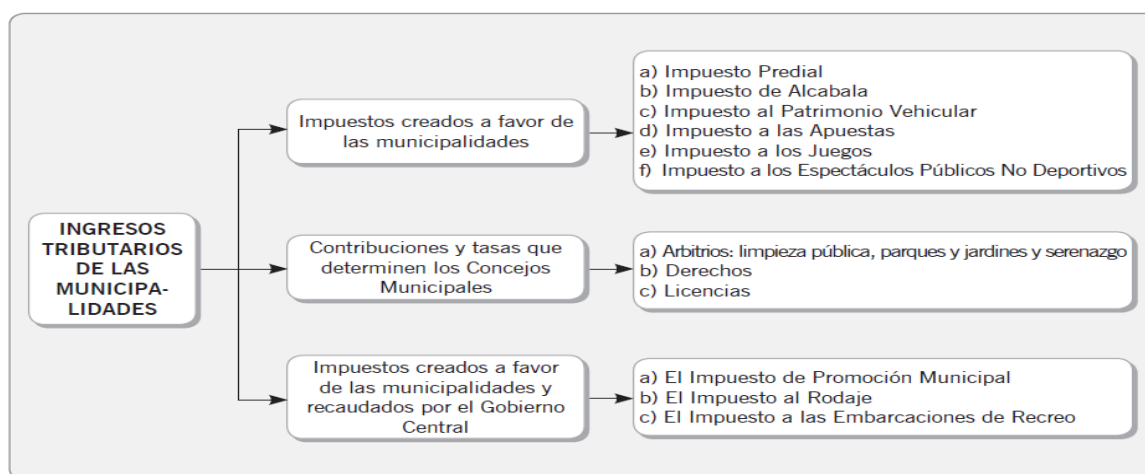 INGRESOS
TRIBUTARIOS
DE LAS
MUNICIPA-
LIDADES
Impuestos creados a favor de
las municipalidades
a) Impuesto Predial
b) Impuesto de Alcabala
c) Impuesto al Patrimonio Vehicular
d) Impuesto a las Apuestas
e) Impuesto a los Juegos
f) Impuesto a los Espectáculos Públicos No Deportivos
Contribuciones y tasas que
determinen los Concejos
Municipales
a) Arbitrios: limpieza pública, parques y jardines y serenazgo
b) Derechos
c) Licencias
Impuestos creados a favor
de las municipalidades y
recaudados por el Gobierno
Central
a) El Impuesto de Promoción Municipal
b) El Impuesto al Rodaje
c) El Impuesto a las Embarcaciones de Recreo